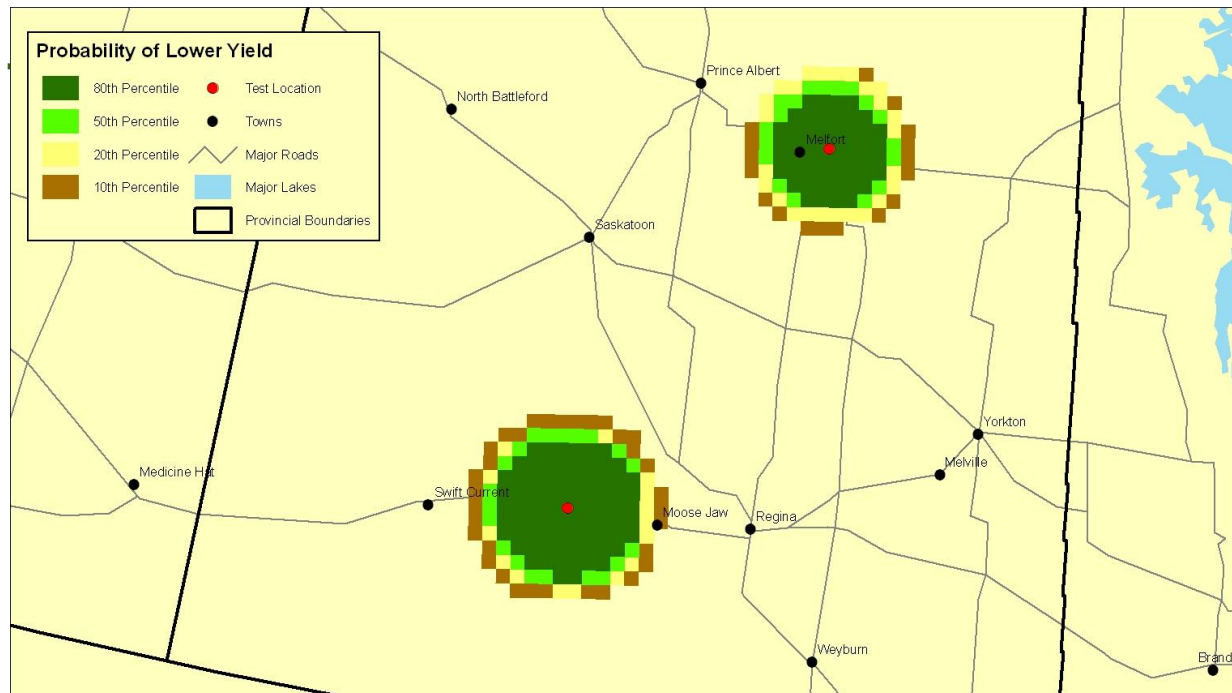 Probability of Lower Yield
80th Percentile
Test Location
50th Percentile
Towns
20th Percentile
Major Roads
10th Percentile
Major Lakes
Provincial Boundaries
Prince Albert
North Battleford
Melfort
Saskatoon
Yorkton
Melville
Medicine Hat
Swift Current
Moose Jaw
Regina
Weyburn
Brand